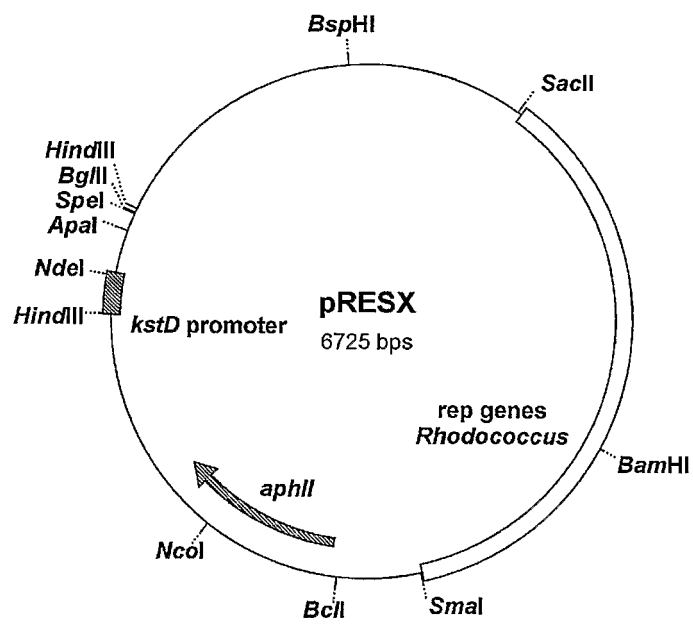 BspHI
SacII
HindIII
BglII
SpeI
ApaI
NdeI
HindIII
kstD promoter
pRESX
6725 bps
rep genes
Rhodococcus
BamHI
aphII
NcoI
BclI
SmaI